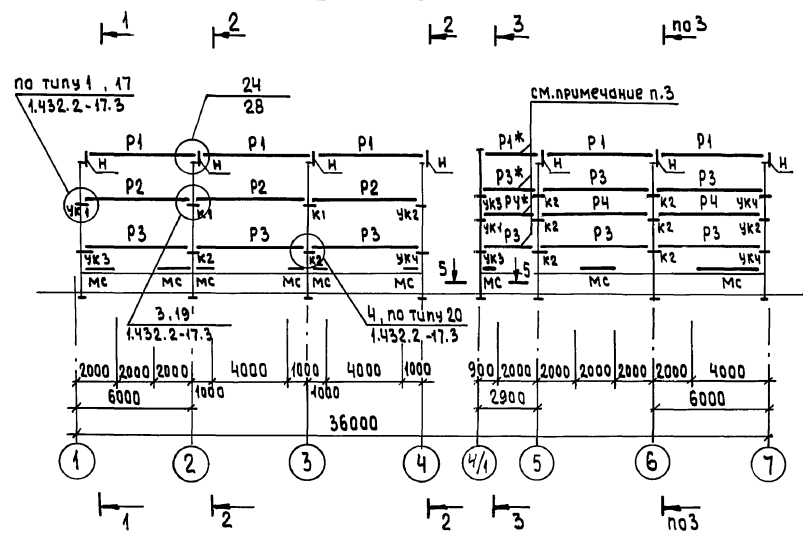 1 2 2 3 по3
по типу 1 , 17
1.432.2-17.3
24
28
см.примечание п.3
Р1 Р1 Р1 Р1* Р1 Р1
Н Н Н Н Н Н
Р2 Р2 Р2 Р3* Р3 Р3
УК1 К1 К1 УК2 УК3 Р4* К2 Р4 К2 Р4 УК4
Р3 Р3 Р3 УК1 Р3 К2 Р3 К2 Р3 УК2
УК3 К2 К2 УК4 УК3 К2 К2 УК4
МС МС МС МС МС 5 5 МС МС
3, 19
1.432.2-17.3
4, по типу 20
1.432.2-17.3
2000 2000 2000 1000 4000 1000 1000 4000 1000 900 2000 2000 2000 2000 2000 4000
6000 2900 6000
36000
1 2 3 4 4/1 5 6 7
1 2 2 3 по3